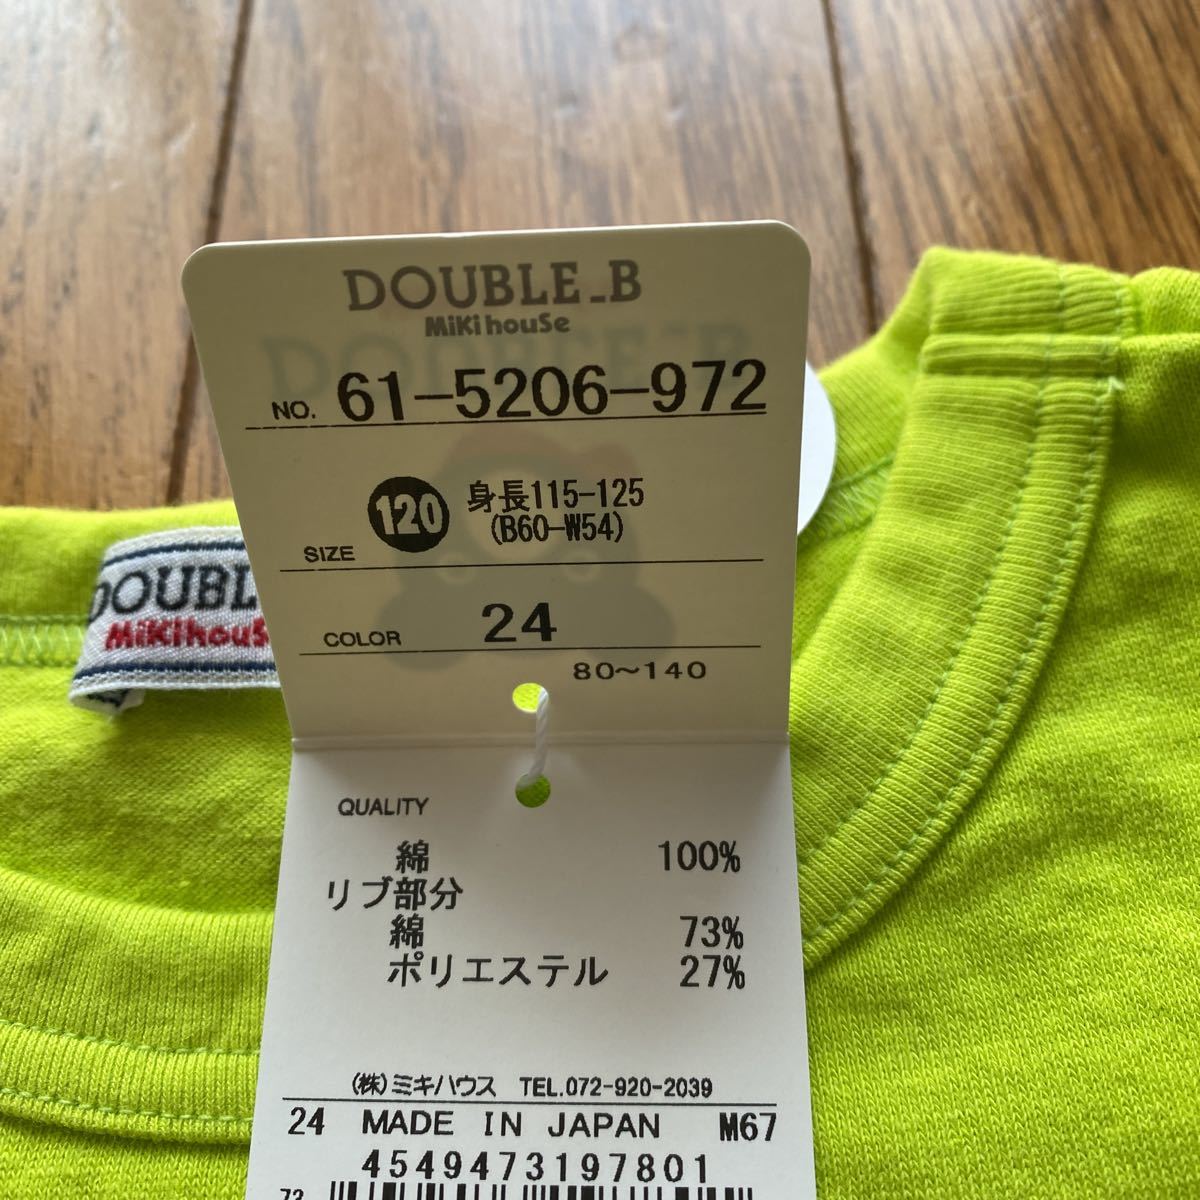 DOUBLE_B
MiKi houSe
NO. 61-5206-972
SIZE 120 身長115-125
(B60-W54)
COLOR 24
80～140
DOUBL
MiKihouS
QUALITY
綿 100%
リブ部分
綿 73%
ポリエステル 27%
(株)ミキハウス TEL.072-920-2039
24 MADE IN JAPAN M67
4549473197801